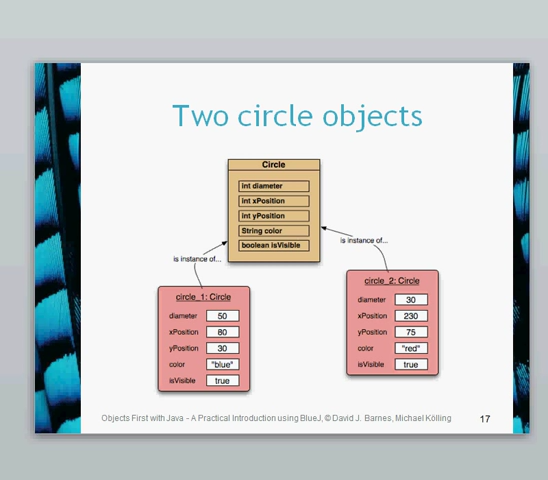 Two circle objects
Circle
int diameter
int xPosition
int yPosition
String color
boolean isVisible
is instance of...
is instance of...
circle_1: Circle
diameter 50
xPosition 80
yPosition 30
color "blue"
isVisible true
circle_2: Circle
diameter 30
xPosition 230
yPosition 75
color "red"
isVisible true
Objects First with Java - A Practical Introduction using BlueJ, © David J. Barnes, Michael Kölling
17